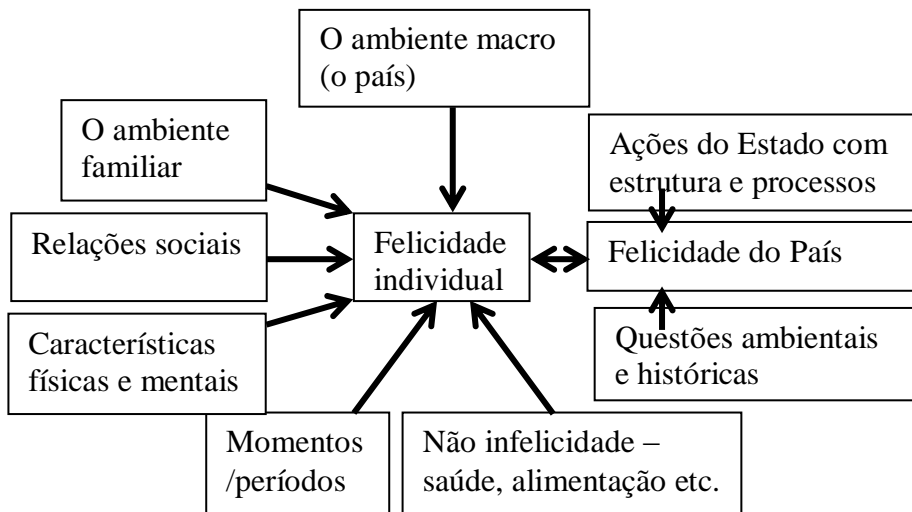 O ambiente macro
(o país)
O ambiente
familiar
Ações do Estado com
estrutura e processos
Relações sociais
Felicidade
individual
Felicidade do País
Características
físicas e mentais
Questões ambientais
e históricas
Momentos
/períodos
Não infelicidade –
saúde, alimentação etc.